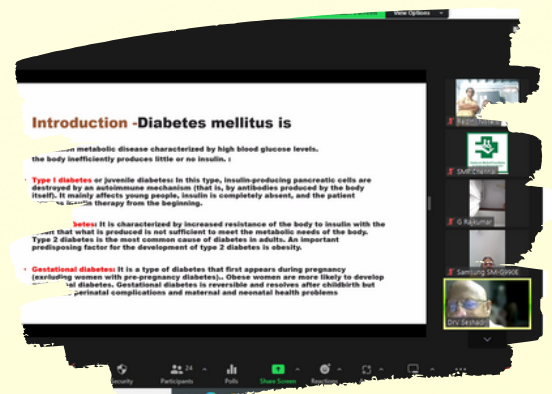 View Options
Introduction -Diabetes mellitus is
metabolic disease characterized by high blood glucose levels.
the body inefficiently produces little or no insulin. :
Type I diabetes or juvenile diabetes: In this type, insulin-producing pancreatic cells are
destroyed by an autoimmune mechanism (that is, by antibodies produced by the body
itself). It mainly affects young people, insulin is completely absent, and the patient
therapy from the beginning.
It is characterized by increased resistance of the body to insulin with the
that what is produced is not sufficient to meet the metabolic needs of the body.
Type 2 diabetes is the most common cause of diabetes in adults. An important
predisposing factor for the development of type 2 diabetes is obesity.
Gestational diabetes: It is a type of diabetes that first appears during pregnancy
(excluding women with pre-pregnancy diabetes).. Obese women are more likely to develop
diabetes. Gestational diabetes is reversible and resolves after childbirth but
perinatal complications and maternal and neonatal health problems
SMF Chennai
G Rajkumar
Samsung SM-G990E
Security
24
Participants
Polls
Share Screen
Reactions